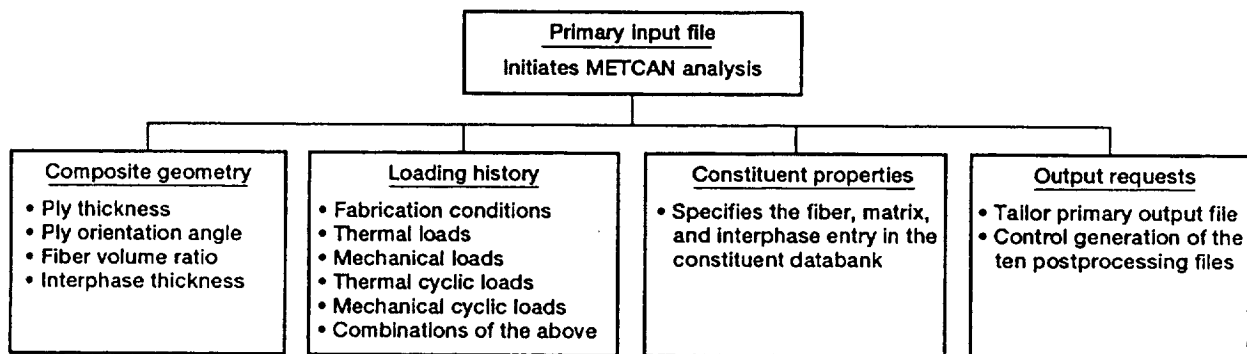 Primary input file
Initiates METCAN analysis
Composite geometry
• Ply thickness
• Ply orientation angle
• Fiber volume ratio
• Interphase thickness
Loading history
• Fabrication conditions
• Thermal loads
• Mechanical loads
• Thermal cyclic loads
• Mechanical cyclic loads
• Combinations of the above
Constituent properties
• Specifies the fiber, matrix,
and interphase entry in the
constituent databank
Output requests
• Tailor primary output file
• Control generation of the
ten postprocessing files